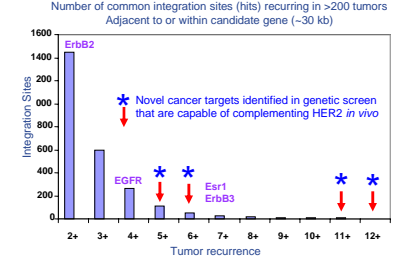 Number of common integration sites (hits) recurring in >200 tumors
Adjacent to or within candidate gene (~30 kb)
1600
1400
1200
000
800
600
400
200
0
Integration Sites
ErbB2
* Novel cancer targets identified in genetic screen
that are capable of complementing HER2 in vivo
EGFR
*
*
Esr1
ErbB3
*
*
2+ 3+ 4+ 5+ 6+ 7+ 8+ 9+ 10+ 11+ 12+
Tumor recurrence